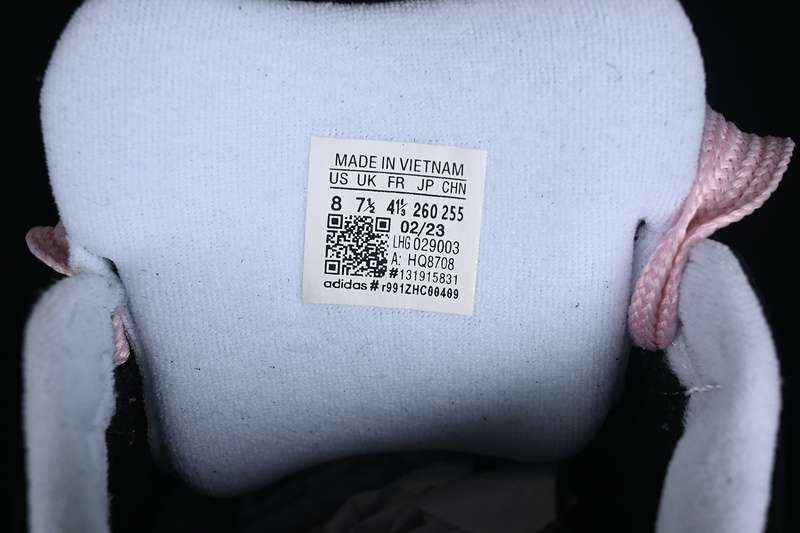 MADE IN VIETNAM
US UK FR JP CHN
8 7½ 41⅓ 260 255
02/23
LHG 029003
A: HQ8708
#131915831
adidas # r991ZHC00409